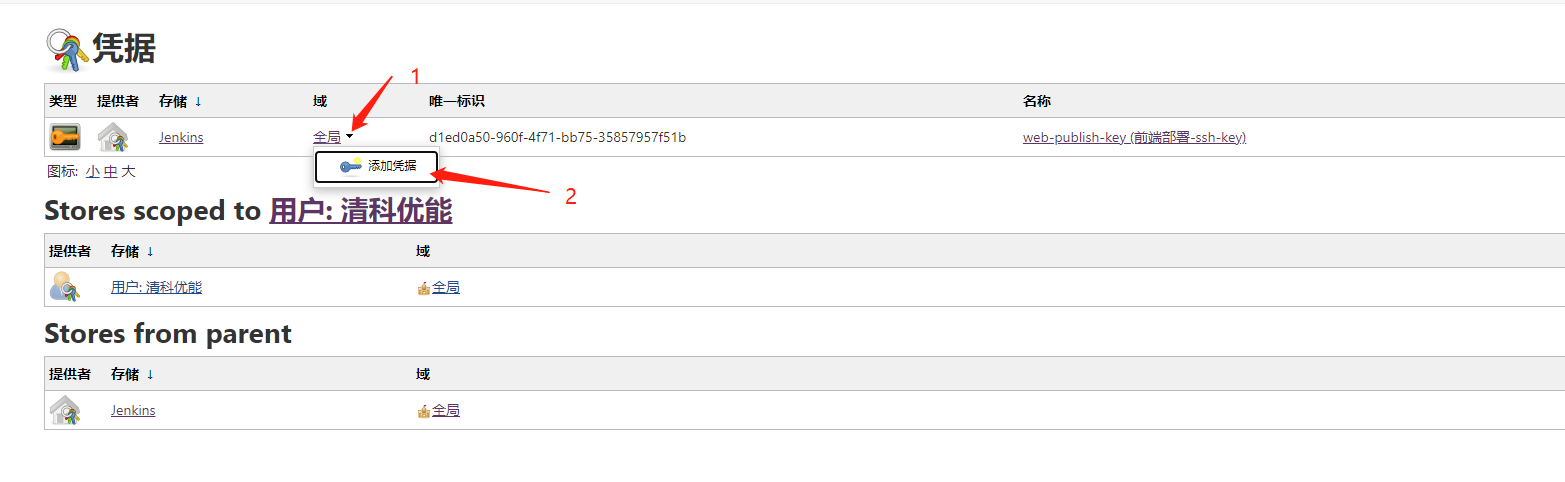 凭据
1
类型 提供者 存储 ↓ 域 唯一标识 名称
Jenkins 全局 d1ed0a50-960f-4f71-bb75-35857957f51b web-publish-key (前端部署-ssh-key)
图标: 小 中 大
添加凭据
2
Stores scoped to 用户: 清科优能
提供者 存储 ↓ 域
用户: 清科优能 全局
Stores from parent
提供者 存储 ↓ 域
Jenkins 全局